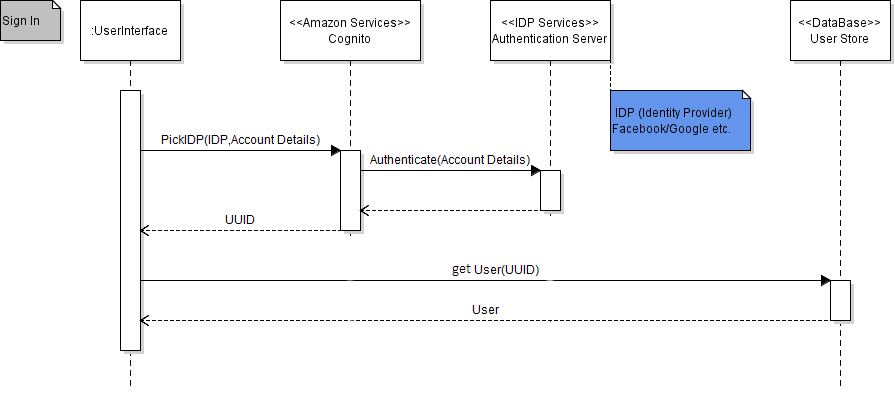 Sign In
:UserInterface
<<Amazon Services>>
Cognito
<<IDP Services>>
Authentication Server
<<DataBase>>
User Store
IDP (Identity Provider)
Facebook/Google etc.
PickIDP(IDP,Account Details)
Authenticate(Account Details)
UUID
get User(UUID)
User